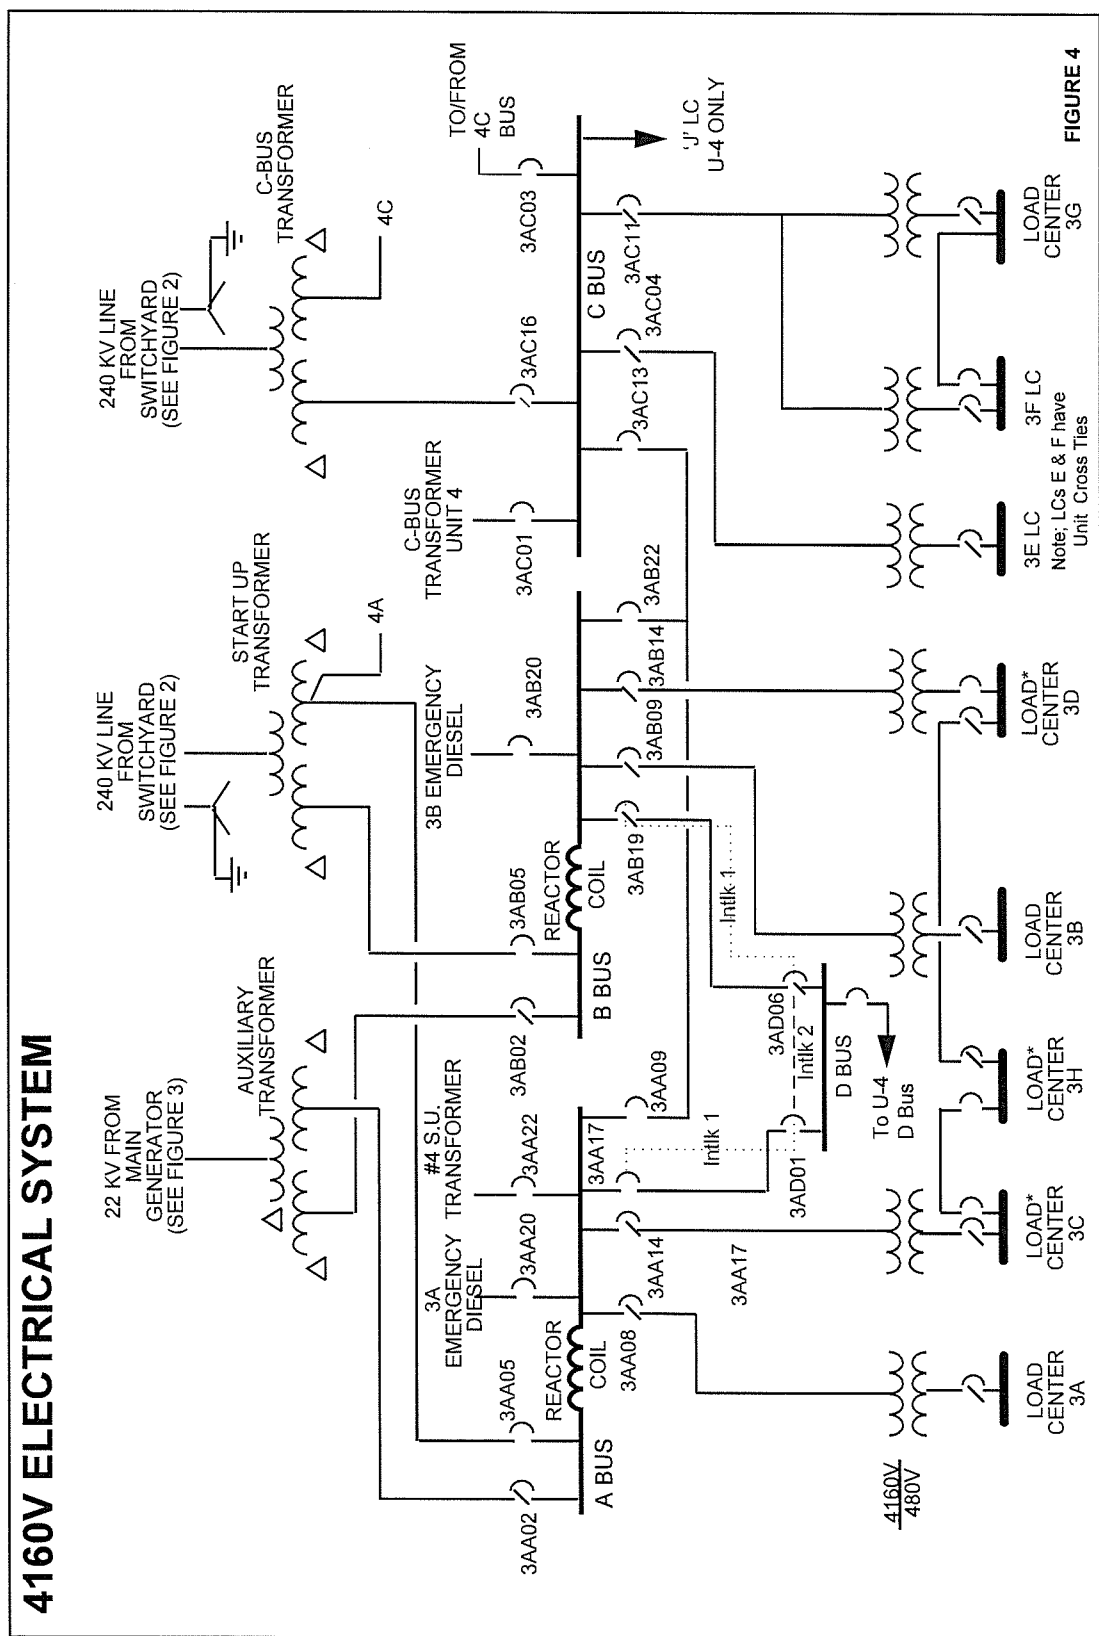 4160V ELECTRICAL SYSTEM
22 KV FROM
MAIN
GENERATOR
(SEE FIGURE 3)
AUXILIARY
TRANSFORMER
240 KV LINE
FROM
SWITCHYARD
(SEE FIGURE 2)
START UP
TRANSFORMER
4A
240 KV LINE
FROM
SWITCHYARD
(SEE FIGURE 2)
C-BUS
TRANSFORMER
4C
TO/FROM
4C
BUS
3A
EMERGENCY
DIESEL
#4 S.U.
TRANSFORMER
3B EMERGENCY
DIESEL
C-BUS
TRANSFORMER
UNIT 4
3AA02
3AA05
3AA20
3AA22
3AB02
3AB05
3AB20
3AC01
3AC16
3AC03
A BUS
REACTOR
COIL
B BUS
REACTOR
COIL
C BUS
'J' LC
U-4 ONLY
3AA08
3AA14
3AA17
3AA17
3AA09
3AB19
3AB09
3AB14
3AB22
3AC13
3AC04
3AC11
Intlk 1
Intlk 1
3AD01
Intlk 2
3AD06
D BUS
To U-4
D Bus
4160V
480V
LOAD
CENTER
3A
LOAD*
CENTER
3C
LOAD*
CENTER
3H
LOAD
CENTER
3B
LOAD*
CENTER
3D
3E LC
3F LC
Note; LCs E & F have
Unit Cross Ties
LOAD
CENTER
3G
FIGURE 4